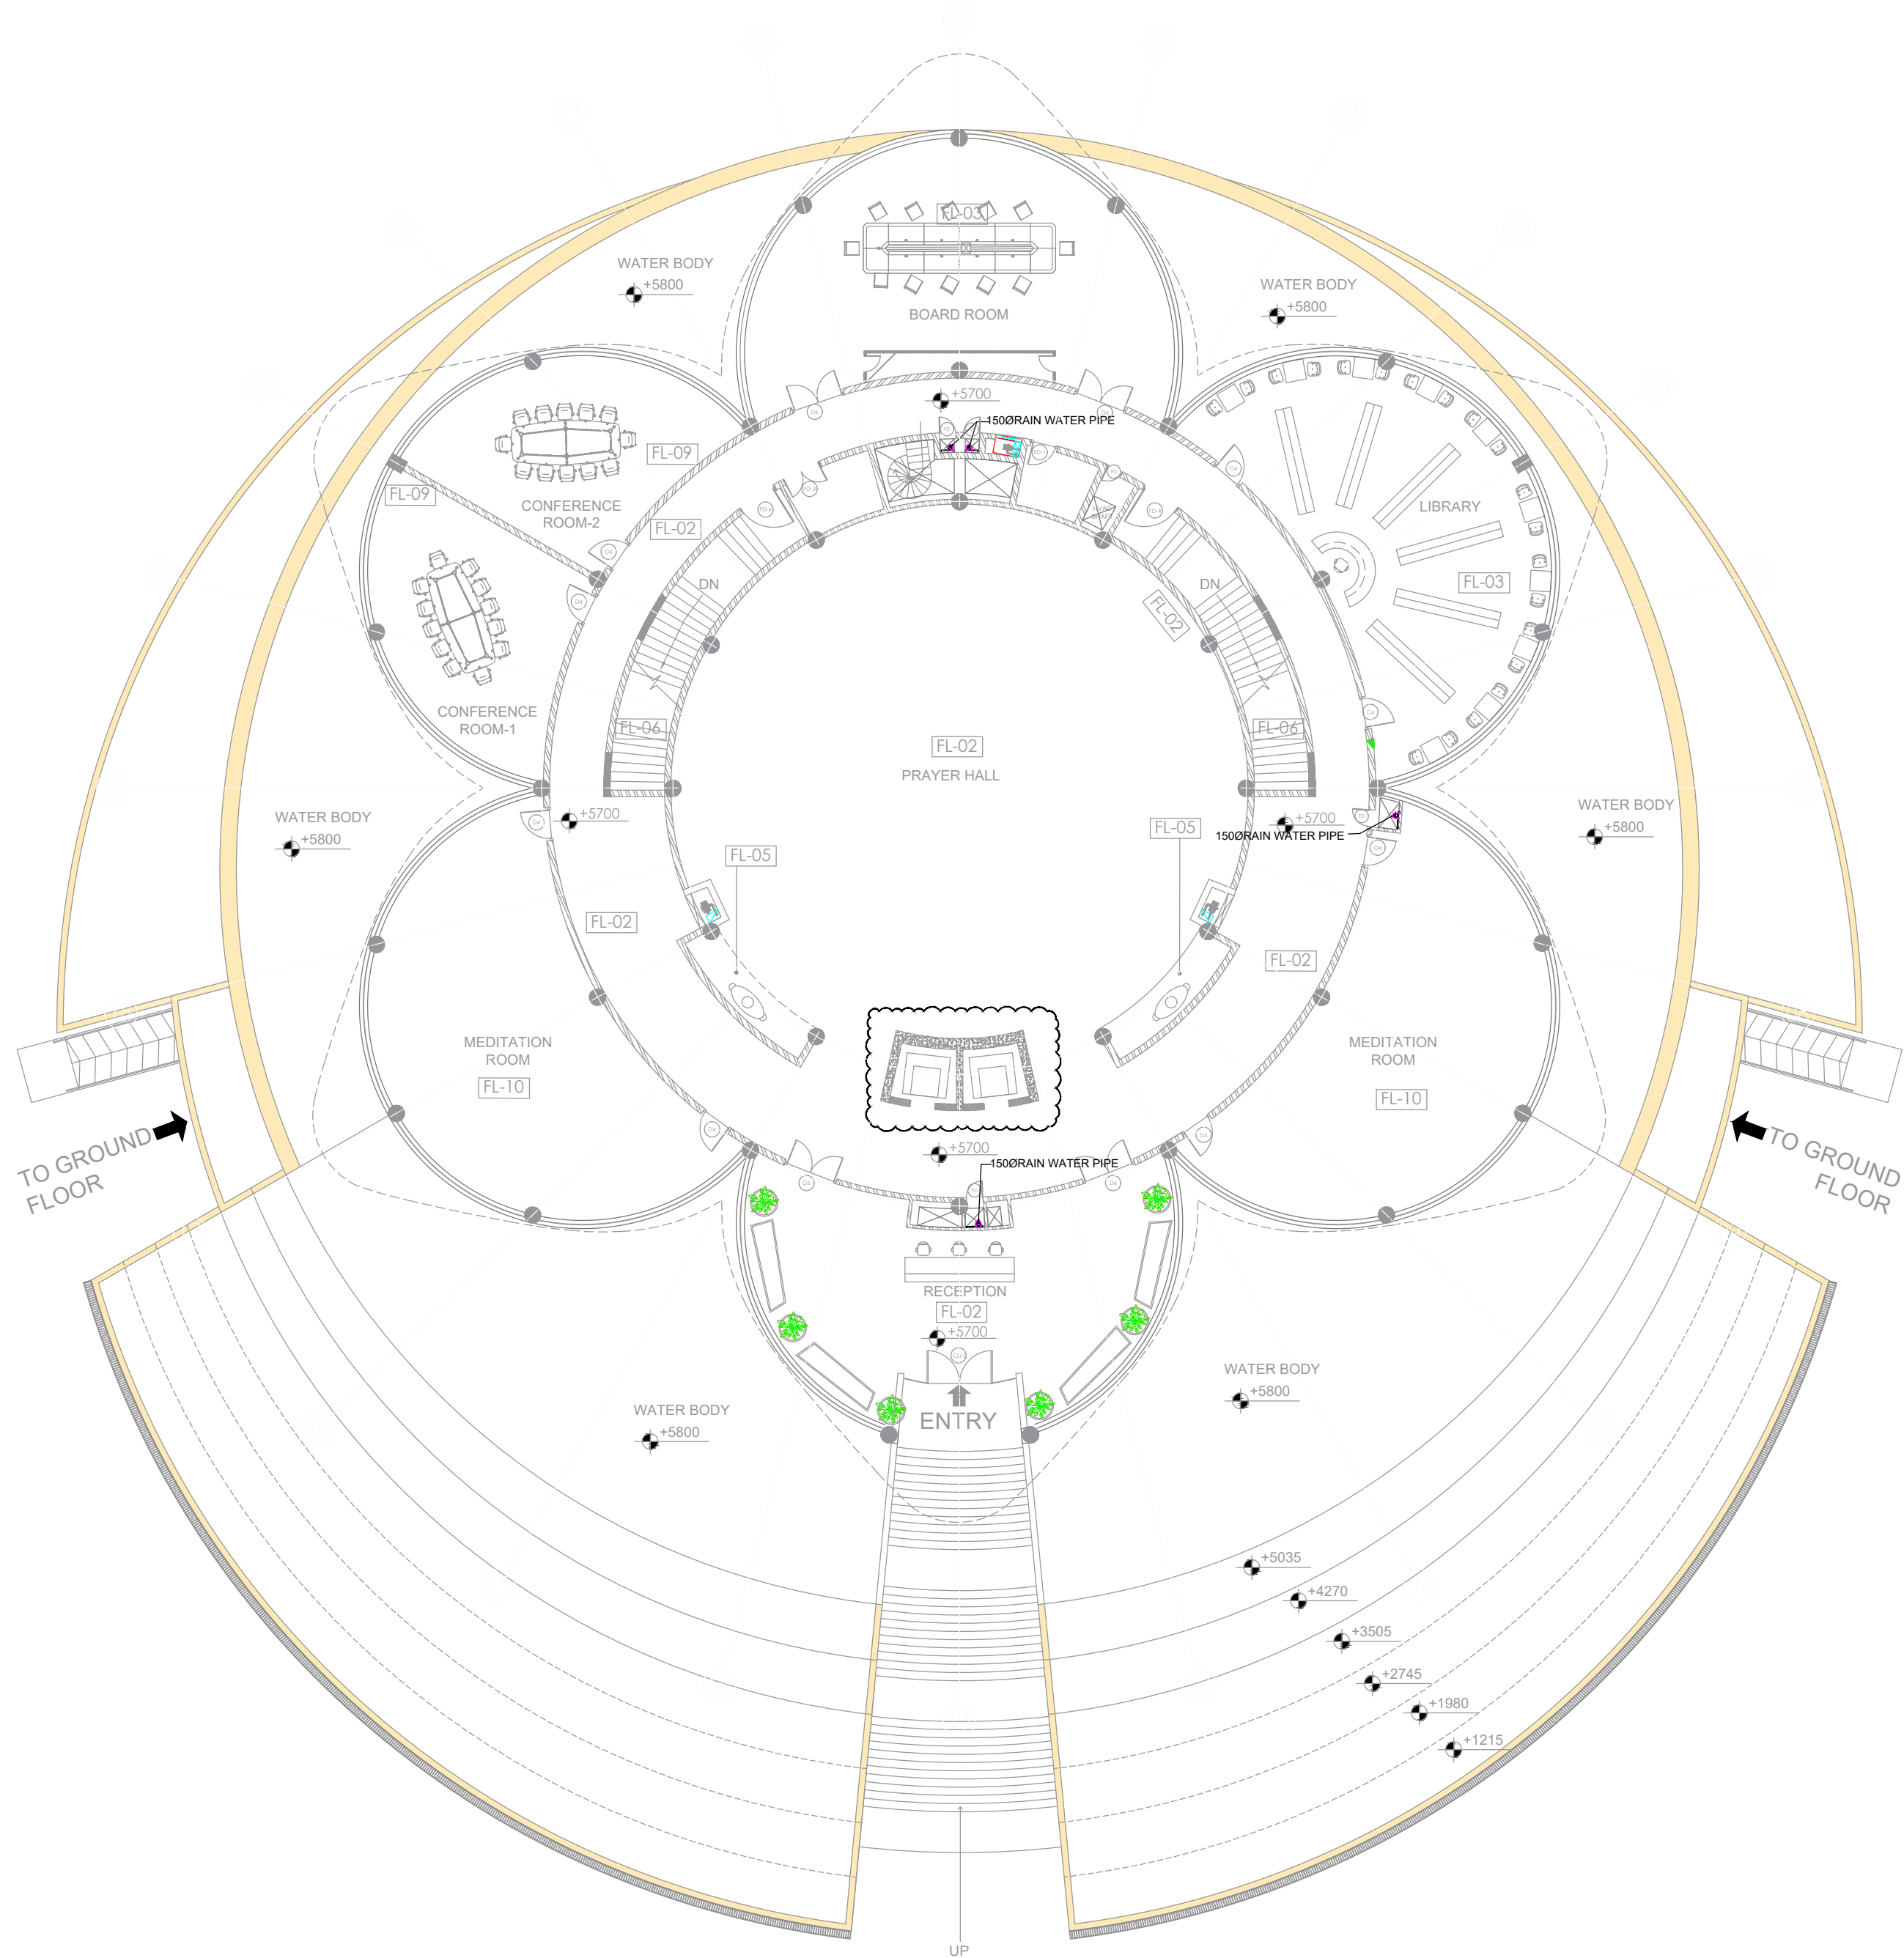 FL-03
WATER BODY
+5800
WATER BODY
+5800
BOARD ROOM
+5700
150ØRAIN WATER PIPE
FL-09
FL-09
CONFERENCE
ROOM-2
FL-02
HVAC
SHAFT
LIBRARY
DN
DN
FL-02
FL-03
CONFERENCE
ROOM-1
FL-06
FL-06
FL-02
PRAYER HALL
WATER BODY
+5800
+5700
+5700
150ØRAIN WATER PIPE
WATER BODY
+5800
FL-05
FL-05
FL-02
FL-02
MEDITATION
ROOM
FL-10
MEDITATION
ROOM
FL-10
TO GROUND
FLOOR
TO GROUND
FLOOR
+5700
150ØRAIN WATER PIPE
RECEPTION
FL-02
+5700
ENTRY
WATER BODY
+5800
WATER BODY
+5800
+5035
+4270
+3505
+2745
+1980
+1215
UP